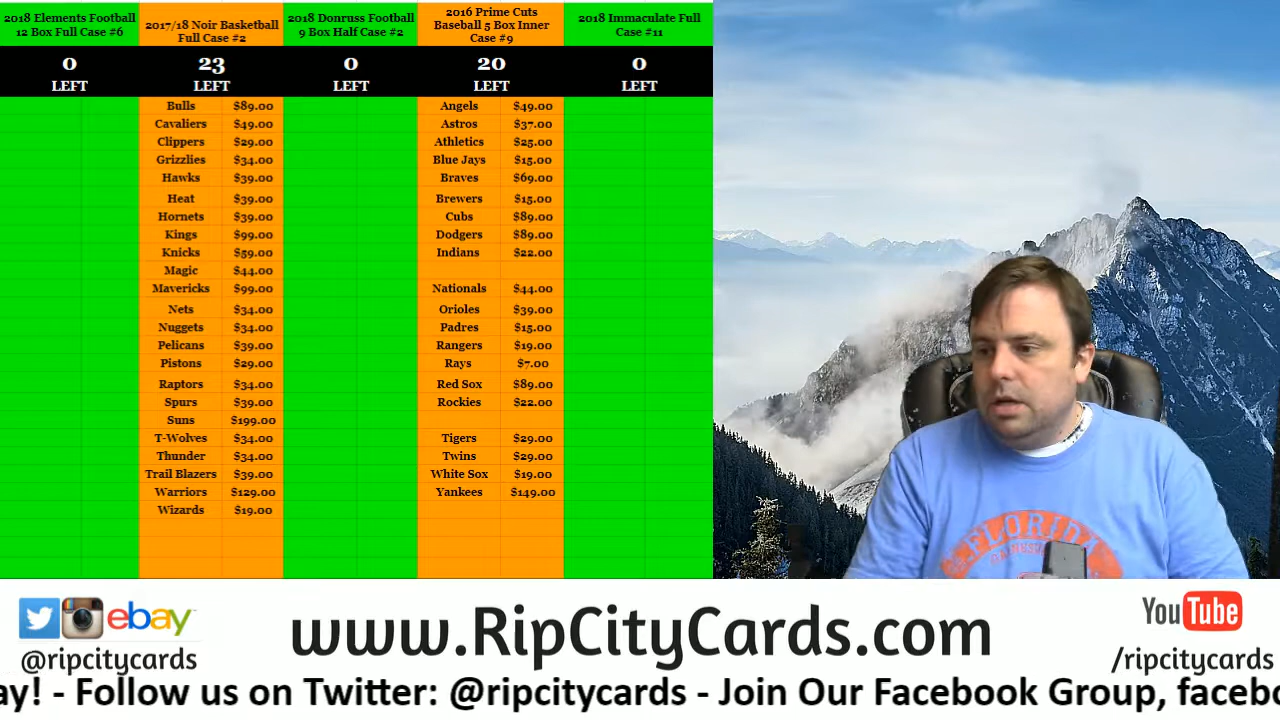 2018 Elements Football
12 Box Full Case #6
2017/18 Noir Basketball
Full Case #2
2018 Donruss Football
9 Box Half Case #2
2016 Prime Cuts
Baseball 5 Box Inner
Case #9
2018 Immaculate Full
Case #11
0 23 0 20 0
LEFT LEFT LEFT LEFT LEFT
Bulls $89.00 Angels $49.00
Cavaliers $49.00 Astros $37.00
Clippers $29.00 Athletics $25.00
Grizzlies $34.00 Blue Jays $15.00
Hawks $39.00 Braves $69.00
Heat $39.00 Brewers $15.00
Hornets $39.00 Cubs $89.00
Kings $99.00 Dodgers $89.00
Knicks $59.00 Indians $22.00
Magic $44.00
Mavericks $99.00 Nationals $44.00
Nets $34.00 Orioles $39.00
Nuggets $34.00 Padres $15.00
Pelicans $39.00 Rangers $19.00
Pistons $29.00 Rays $7.00
Raptors $34.00 Red Sox $89.00
Spurs $39.00 Rockies $22.00
Suns $199.00
T-Wolves $34.00 Tigers $29.00
Thunder $34.00 Twins $29.00
Trail Blazers $39.00 White Sox $19.00
Warriors $129.00 Yankees $149.00
Wizards $19.00
FLORIDA
ebay
@ripcitycards
www.RipCityCards.com
YouTube
/ripcitycards
ay! - Follow us on Twitter: @ripcitycards - Join Our Facebook Group, facebo